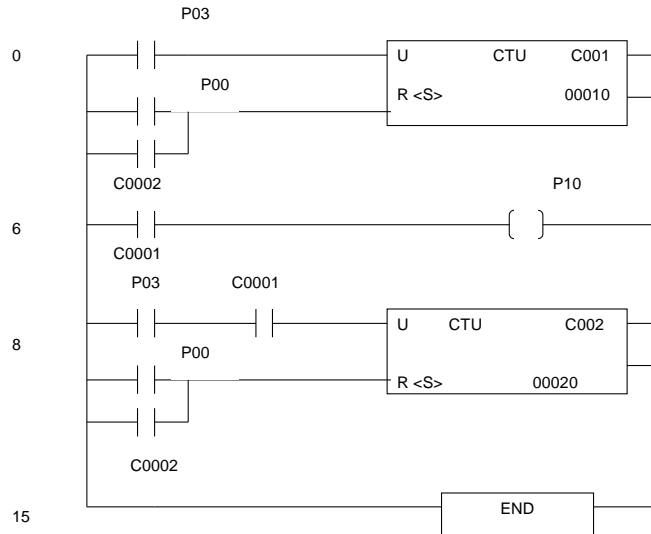 P03
0
U CTU C001
P00
R <S> 00010
C0002
P10
6
C0001
P03 C0001
U CTU C002
8
P00
R <S> 00020
C0002
END
15